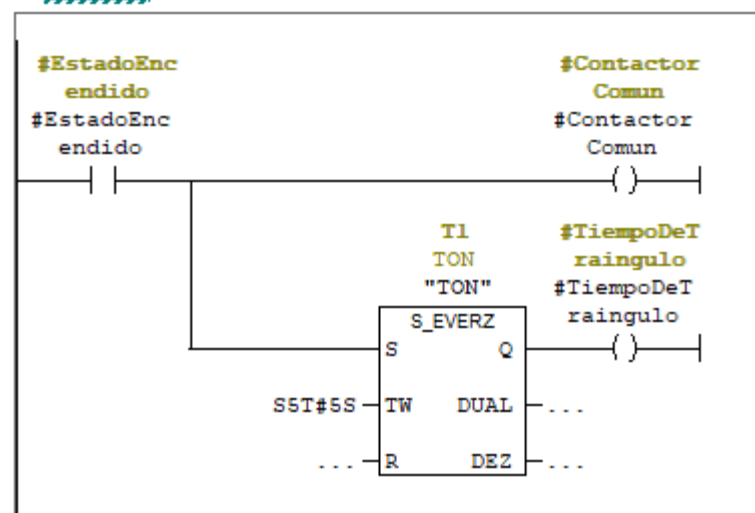 #EstadoEnc
endido
#EstadoEnc
endido
#Contactor
Comun
#Contactor
Comun
T1
TON
"TON"
S_EVERZ
S
Q
S5T#5S
TW
DUAL
...
...
R
DEZ
...
#TiempoDeT
raingulo
#TiempoDeT
raingulo